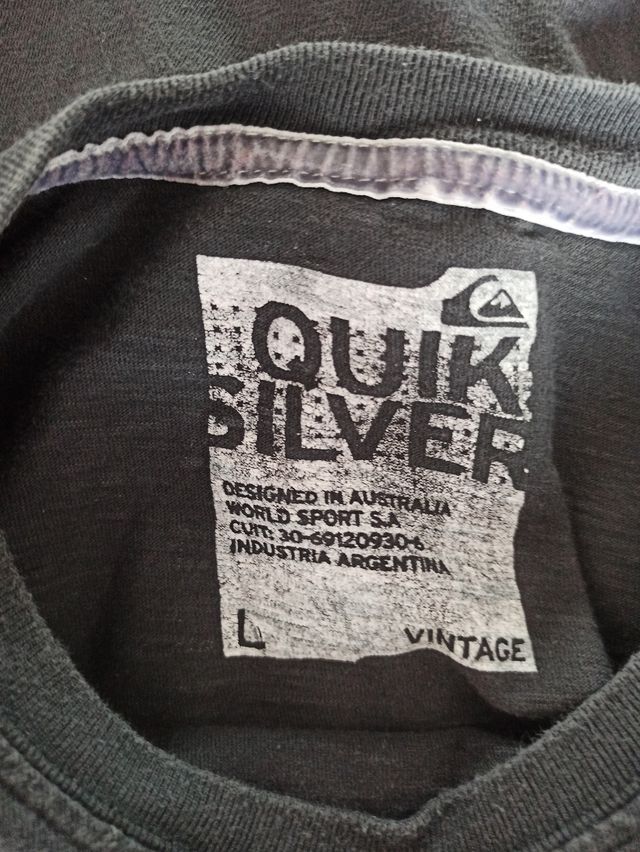 QUIK
SILVER
DESIGNED IN AUSTRALIA
WORLD SPORT S.A
CUIT: 30-69120930-6
INDUSTRIA ARGENTINA
L
VINTAGE